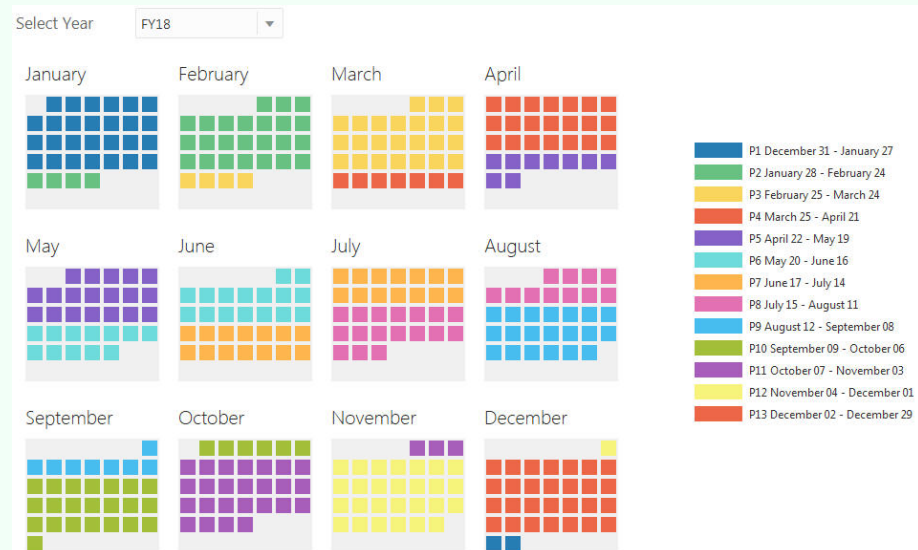 Select Year FY18
January February March April
May June July August
September October November December
P1 December 31 - January 27
P2 January 28 - February 24
P3 February 25 - March 24
P4 March 25 - April 21
P5 April 22 - May 19
P6 May 20 - June 16
P7 June 17 - July 14
P8 July 15 - August 11
P9 August 12 - September 08
P10 September 09 - October 06
P11 October 07 - November 03
P12 November 04 - December 01
P13 December 02 - December 29